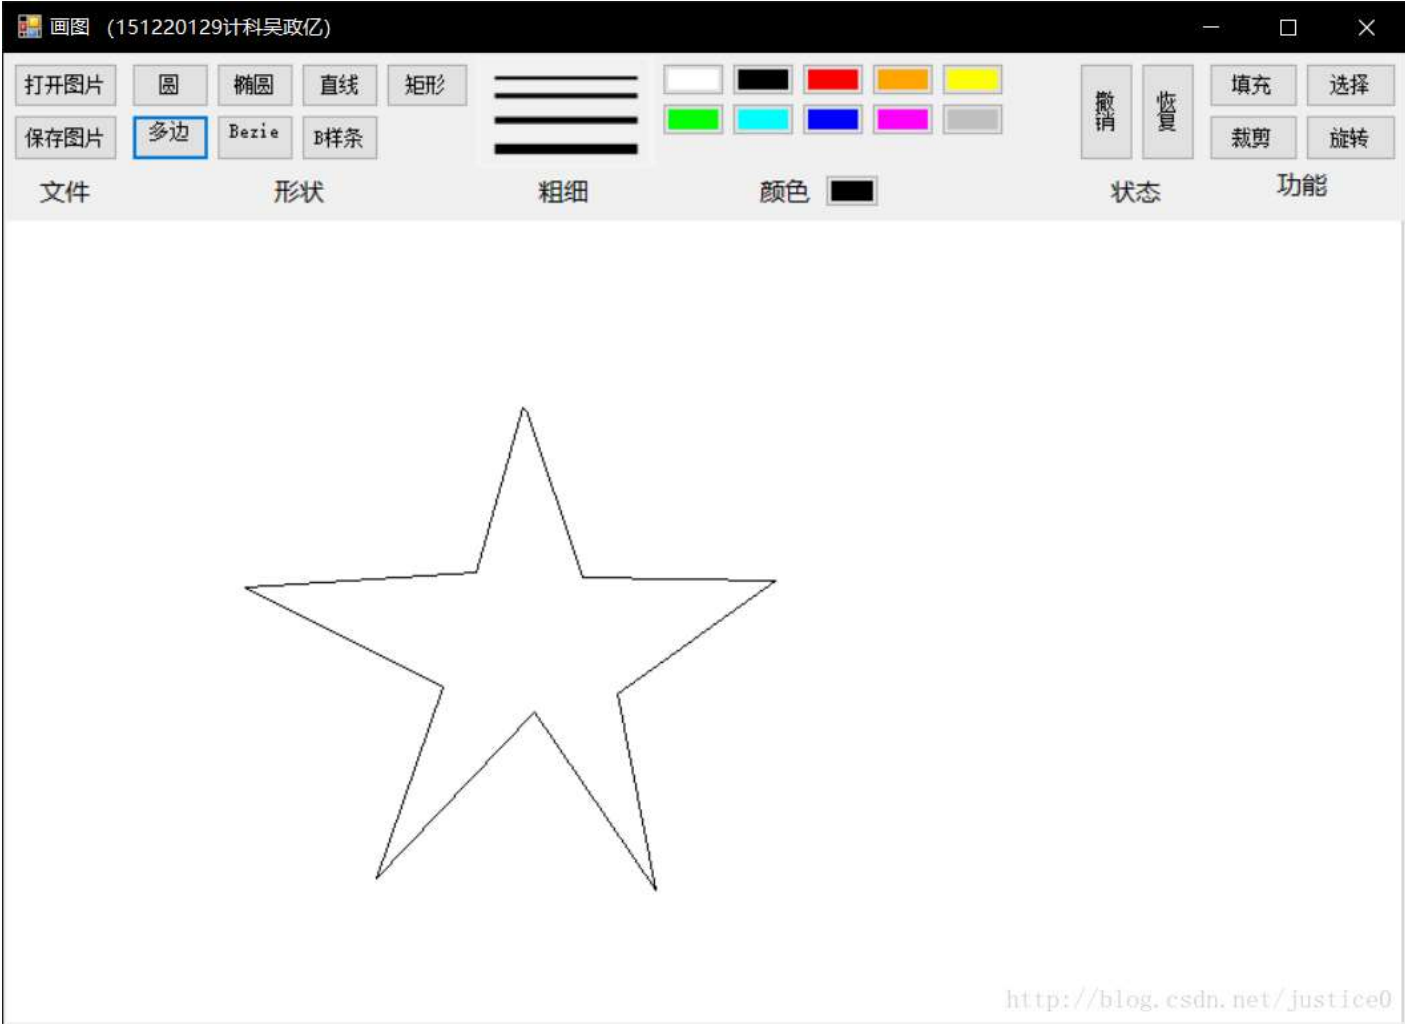 画图 (151220129计科吴政亿)
打开图片 圆 椭圆 直线 矩形 撤销 恢复 填充 选择
保存图片 多边 Bezie B样条 裁剪 旋转
文件 形状 粗细 颜色 状态 功能
http://blog.csdn.net/justice0